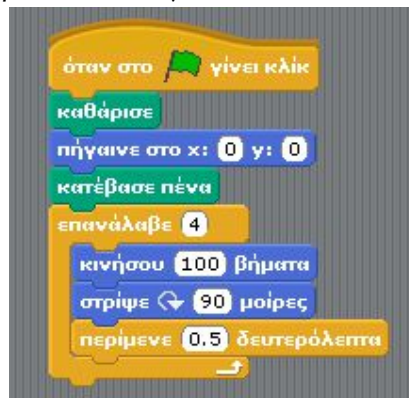 όταν στο γίνει κλίκ
καθάρισε
πήγαινε στο x: 0 y: 0
κατέβασε πένα
επανάλαβε 4
κινήσου 100 βήματα
στρίψε 90 μοίρες
περίμενε 0.5 δευτερόλεπτα